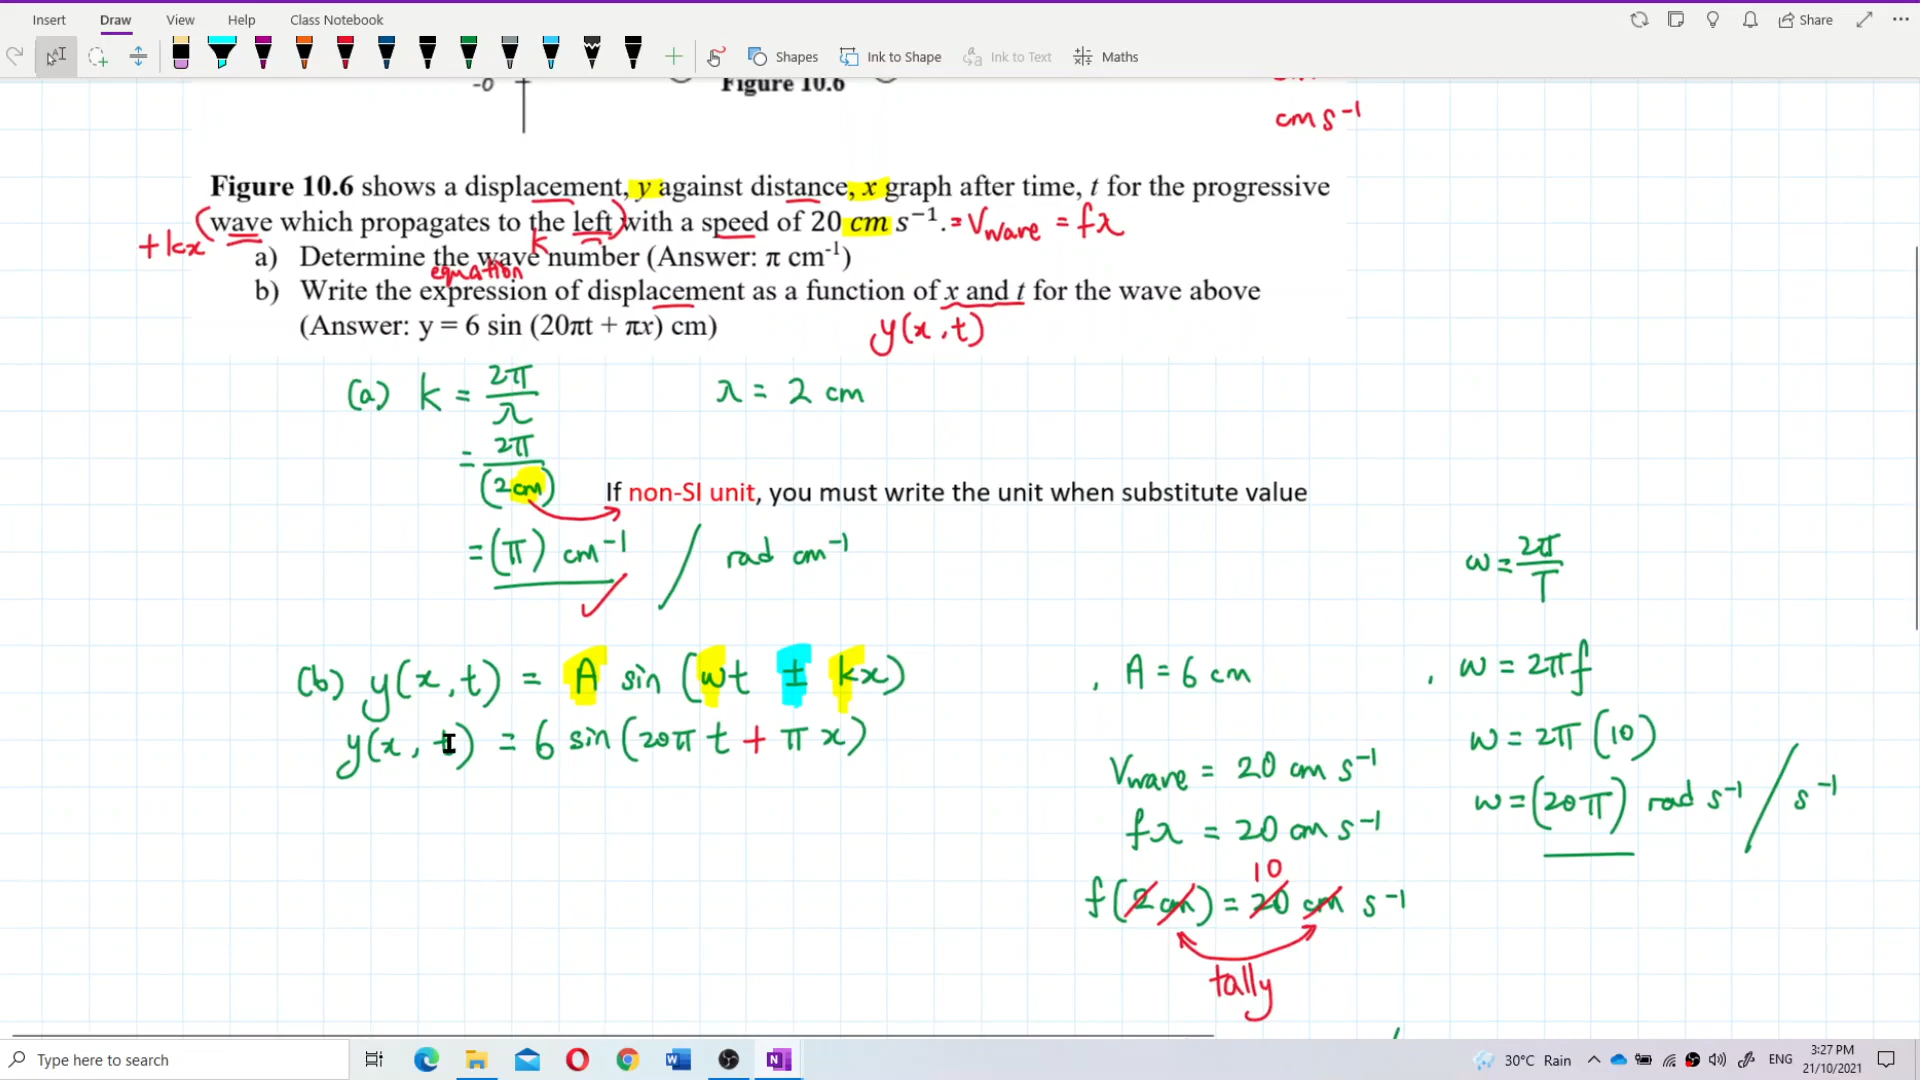 Insert Draw View Help Class Notebook Share
Shapes Ink to Shape Ink to Text Maths
-0
Figure 10.6
cm s⁻¹
Figure 10.6 shows a displacement, y against distance, x graph after time, t for the progressive
wave which propagates to the left with a speed of 20 cm s⁻¹. = Vwave = fλ
+kx
k
a) Determine the wave number (Answer: π cm⁻¹)
equation
b) Write the expression of displacement as a function of x and t for the wave above
(Answer: y = 6 sin (20πt + πx) cm)
y(x,t)
(a) k = 2π/λ
λ = 2 cm
= 2π/(2cm)
If non-SI unit, you must write the unit when substitute value
= (π) cm⁻¹ / rad cm⁻¹
ω = 2π/T
(b) y(x,t) = A sin (ωt ± kx)
, A = 6 cm
, ω = 2πf
y(x,t) = 6 sin (20π t + π x)
ω = 2π (10)
Vwave = 20 cm s⁻¹
ω = (20π) rad s⁻¹ / s⁻¹
fλ = 20 cm s⁻¹
10
f(2cm) = 20 cm s⁻¹
tally
Type here to search
30°C Rain
ENG
3:27 PM
21/10/2021